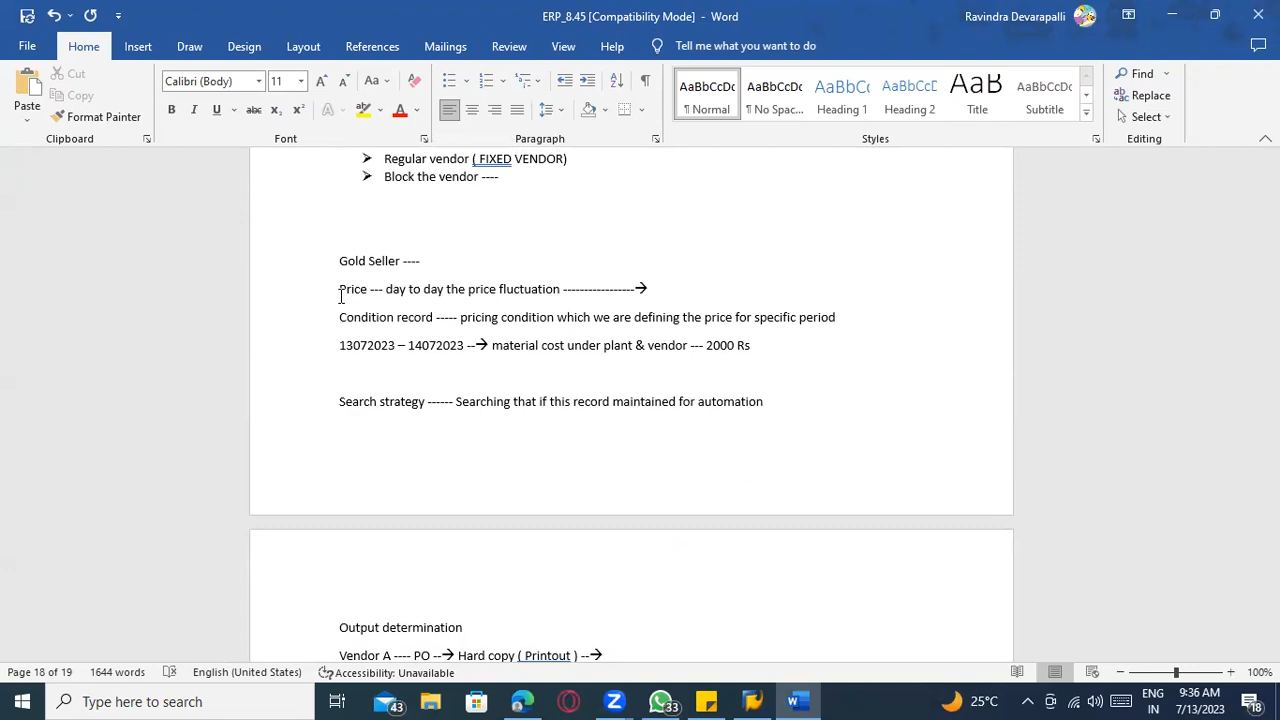 ERP_8.45 [Compatibility Mode] - Word
Ravindra Devarapalli
File Home Insert Draw Design Layout References Mailings Review View Help Tell me what you want to do
Paste
Cut
Copy
Format Painter
Clipboard
Calibri (Body) 11
Font
Paragraph
AaBbCcDc AaBbCcDc AaBbCc AaBbCc AaB AaBbCcDc
¶ Normal ¶ No Spac... Heading 1 Heading 2 Title Subtitle
Styles
Find
Replace
Select
Editing
Regular vendor ( FIXED VENDOR)
Block the vendor ----
Gold Seller ----
Price --- day to day the price fluctuation -----------------→
Condition record ----- pricing condition which we are defining the price for specific period
13072023 – 14072023 --→ material cost under plant & vendor --- 2000 Rs
Search strategy ------ Searching that if this record maintained for automation
Output determination
Vendor A ---- PO --→ Hard copy ( Printout ) --→
Page 18 of 19 1644 words English (United States) Accessibility: Unavailable 100%
Type here to search
43
33
25°C
ENG
IN
9:36 AM
7/13/2023
18